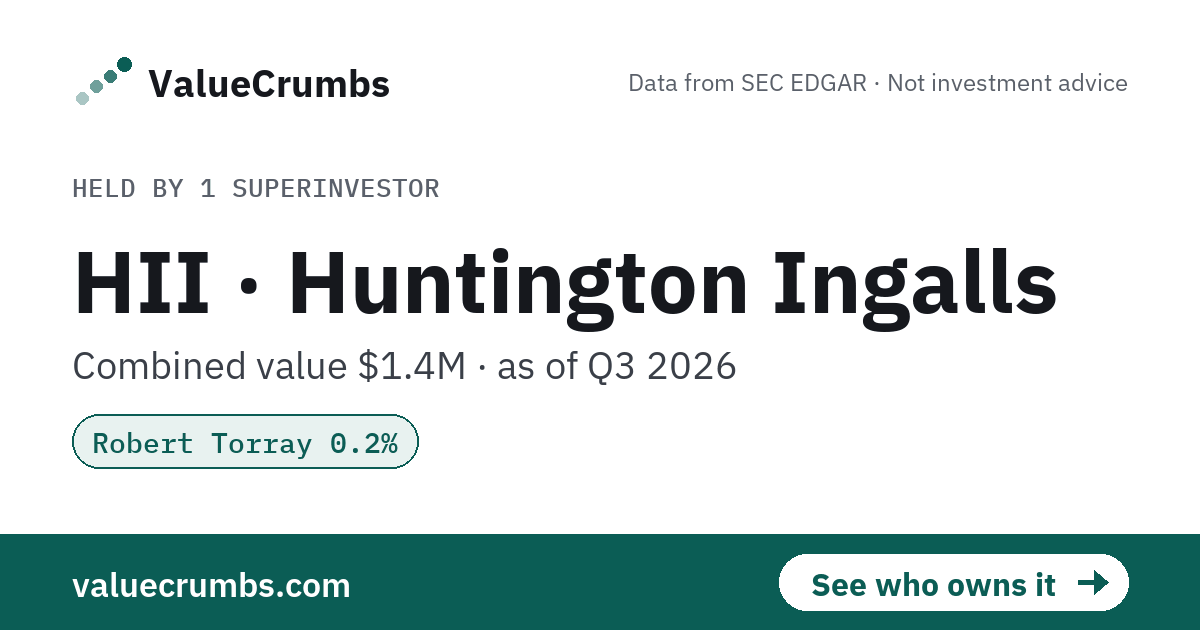 ValueCrumbs
Data from SEC EDGAR · Not investment advice
HELD BY 1 SUPERINVESTOR
HII · Huntington Ingalls
Combined value $1.4M · as of Q3 2026
Robert Torray 0.2%
valuecrumbs.com
See who owns it →